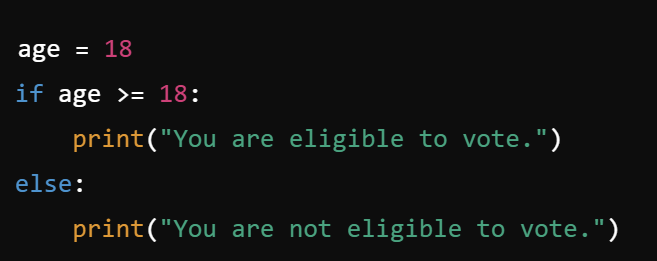 age = 18
if age >= 18:
    print("You are eligible to vote.")
else:
    print("You are not eligible to vote.")